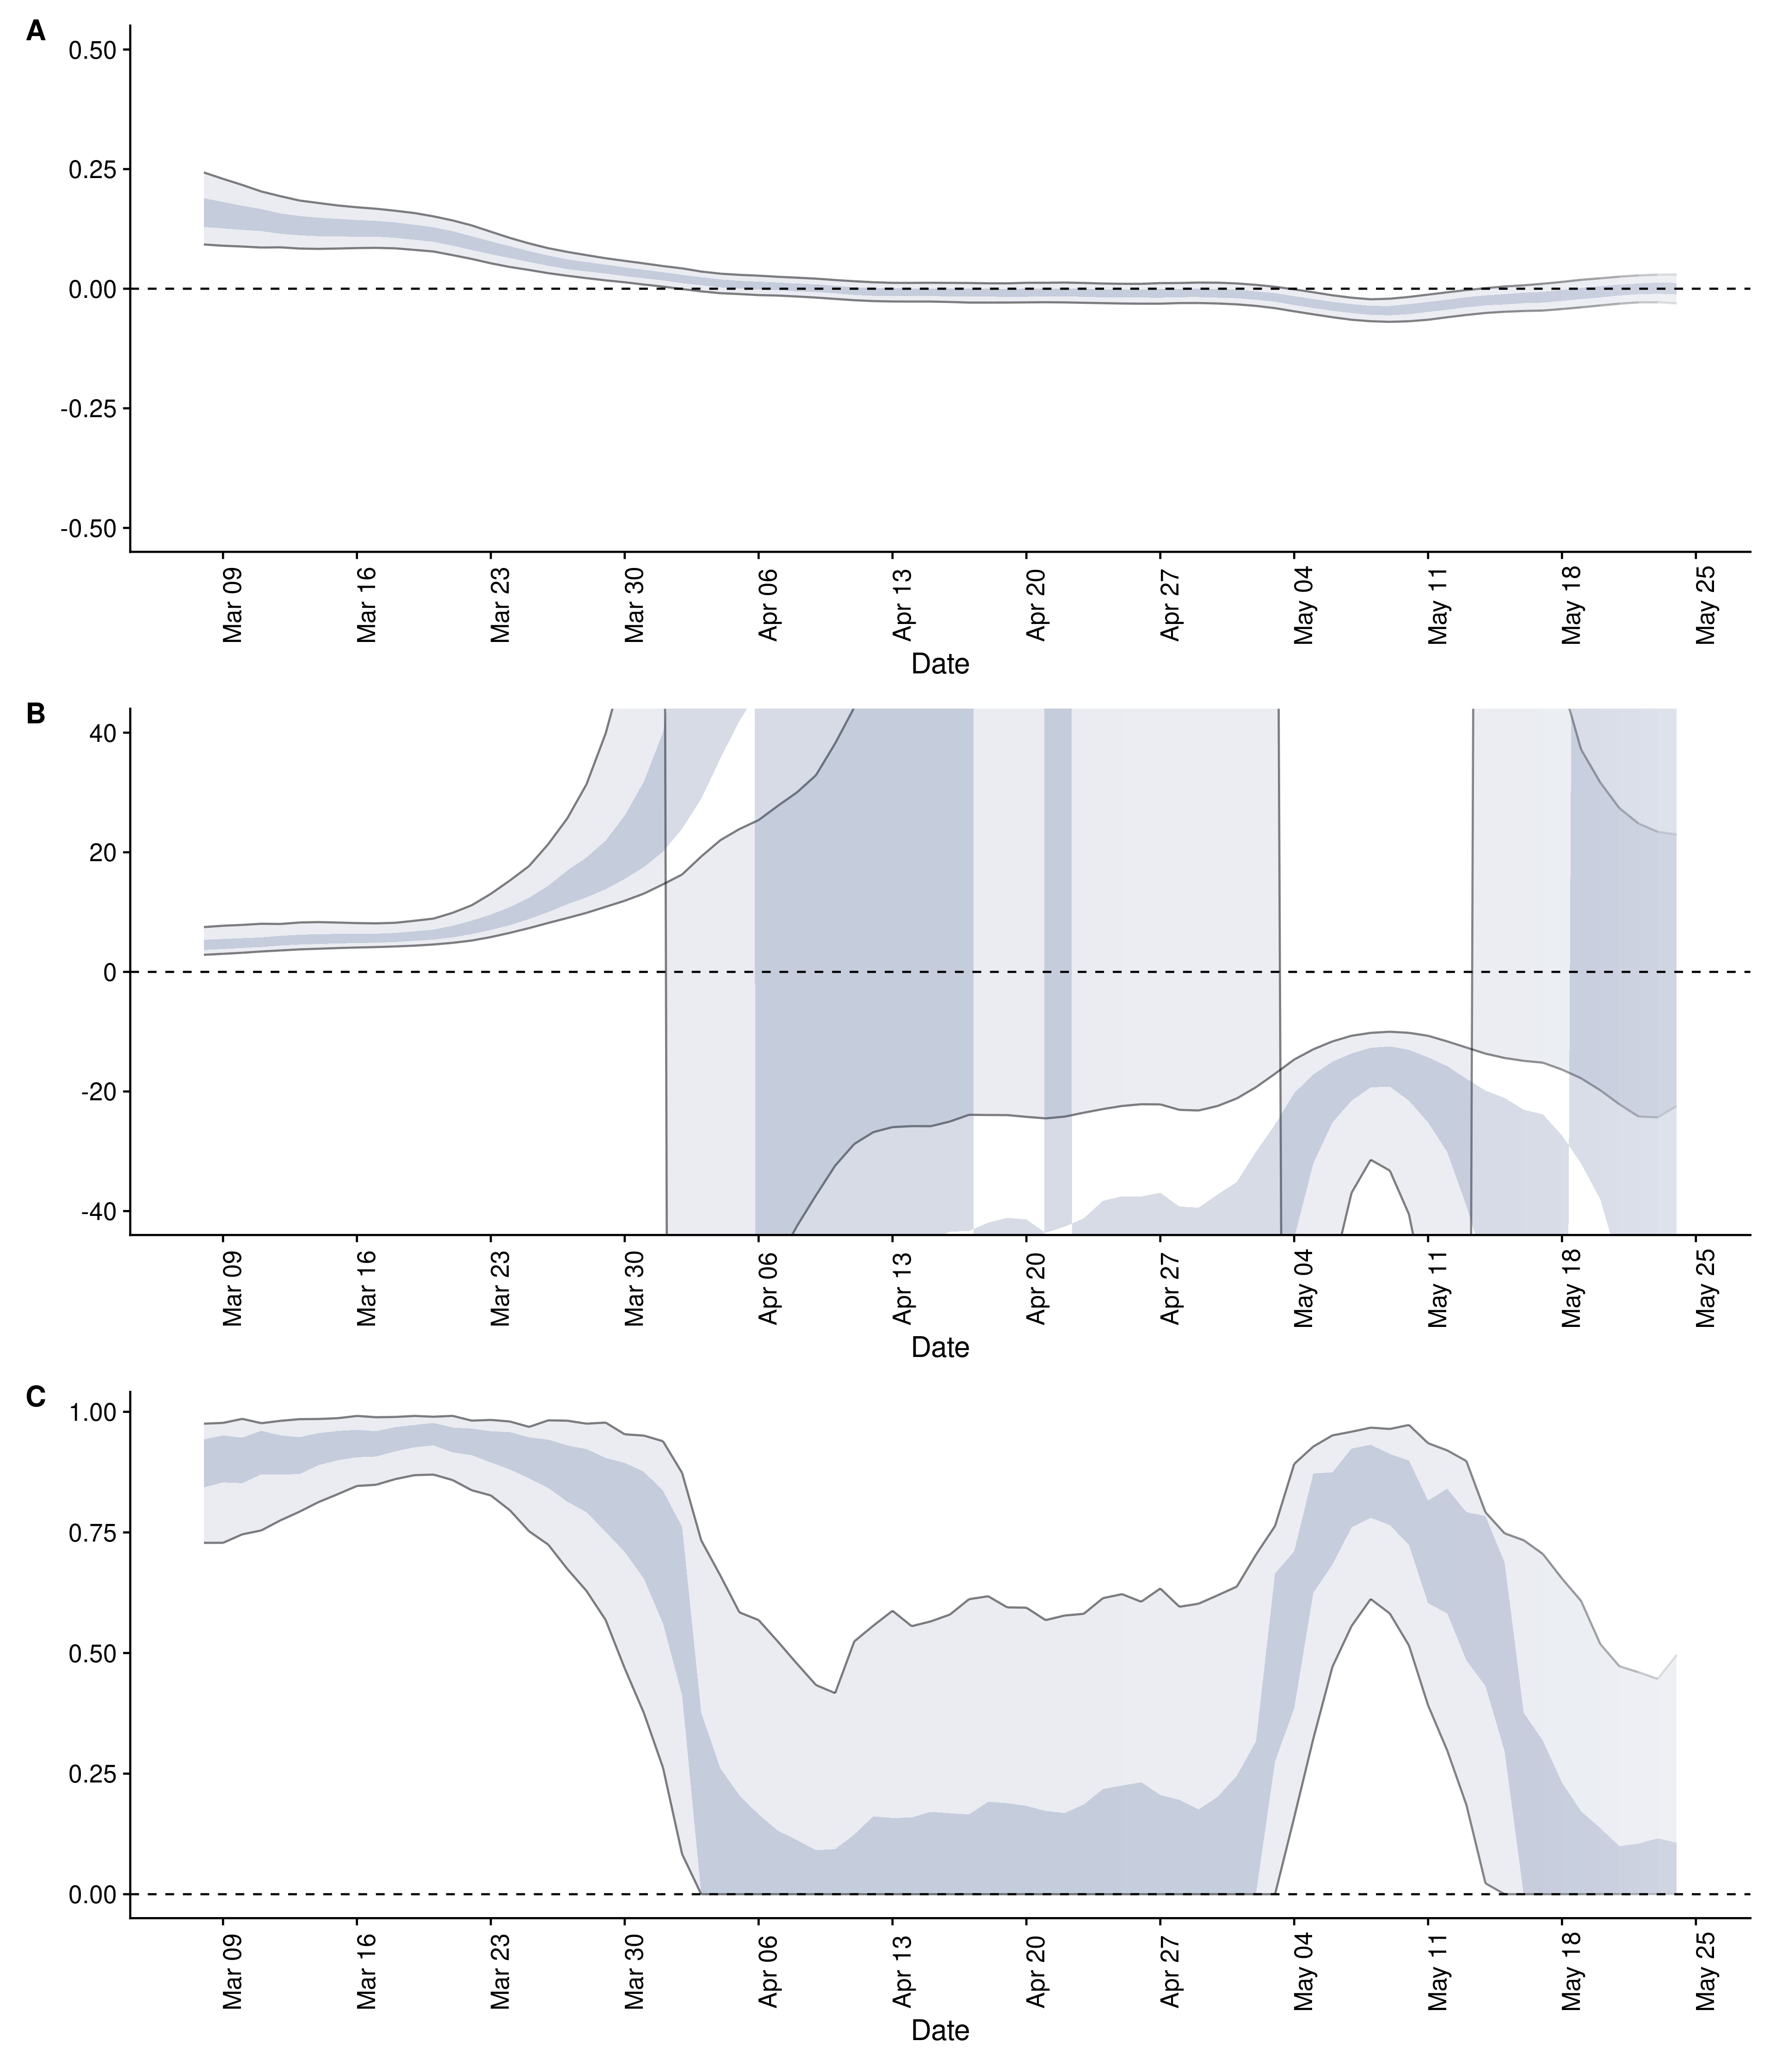 A
0.50
0.25
0.00
-0.25
-0.50
Mar 09
Mar 16
Mar 23
Mar 30
Apr 06
Apr 13
Apr 20
Apr 27
May 04
May 11
May 18
May 25
Date
B
40
20
0
-20
-40
Mar 09
Mar 16
Mar 23
Mar 30
Apr 06
Apr 13
Apr 20
Apr 27
May 04
May 11
May 18
May 25
Date
C
1.00
0.75
0.50
0.25
0.00
Mar 09
Mar 16
Mar 23
Mar 30
Apr 06
Apr 13
Apr 20
Apr 27
May 04
May 11
May 18
May 25
Date